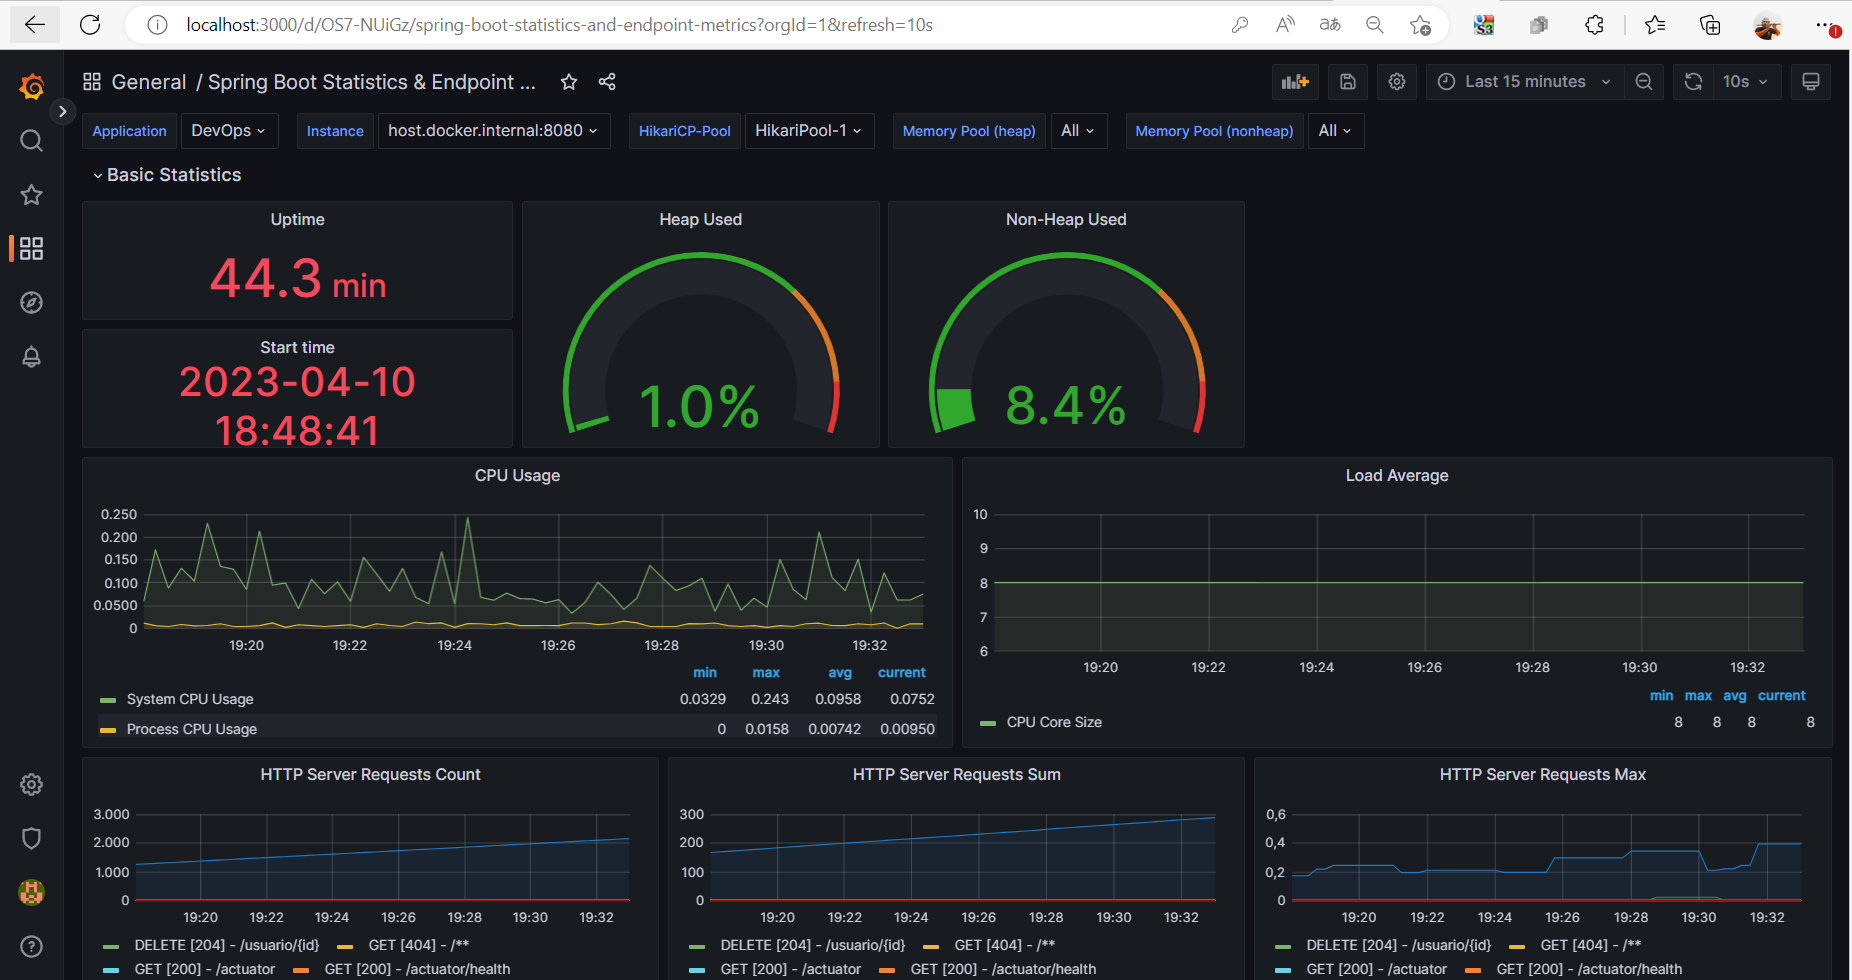 localhost:3000/d/OS7-NUiGz/spring-boot-statistics-and-endpoint-metrics?orgId=1&refresh=10s
General / Spring Boot Statistics & Endpoint ...
Last 15 minutes 10s
Application DevOps Instance host.docker.internal:8080 HikariCP-Pool HikariPool-1 Memory Pool (heap) All Memory Pool (nonheap) All
Basic Statistics
Uptime
44.3 min
Start time
2023-04-10
18:48:41
Heap Used
1.0%
Non-Heap Used
8.4%
CPU Usage
0.250
0.200
0.150
0.100
0.0500
0
19:20 19:22 19:24 19:26 19:28 19:30 19:32
min max avg current
System CPU Usage 0.0329 0.243 0.0958 0.0752
Process CPU Usage 0 0.0158 0.00742 0.00950
Load Average
10
9
8
7
6
19:20 19:22 19:24 19:26 19:28 19:30 19:32
min max avg current
CPU Core Size 8 8 8 8
HTTP Server Requests Count
3.000
2.000
1.000
0
19:20 19:22 19:24 19:26 19:28 19:30 19:32
DELETE [204] - /usuario/{id} GET [404] - /**
GET [200] - /actuator GET [200] - /actuator/health
HTTP Server Requests Sum
300
200
100
0
19:20 19:22 19:24 19:26 19:28 19:30 19:32
DELETE [204] - /usuario/{id} GET [404] - /**
GET [200] - /actuator GET [200] - /actuator/health
HTTP Server Requests Max
0,6
0,4
0,2
0
19:20 19:22 19:24 19:26 19:28 19:30 19:32
DELETE [204] - /usuario/{id} GET [404] - /**
GET [200] - /actuator GET [200] - /actuator/health